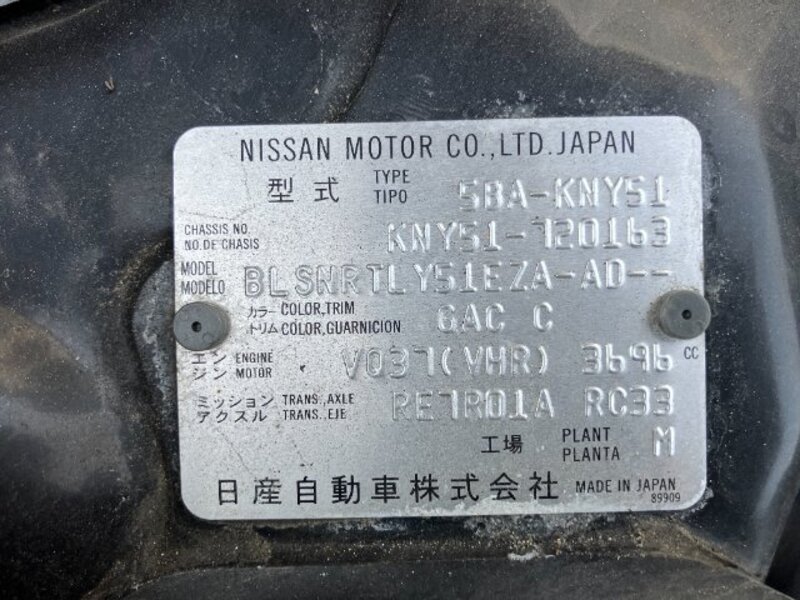 NISSAN MOTOR CO.,LTD.JAPAN
型式 TYPE TIPO 5BA-KNY51
CHASSIS NO. NO.DE CHASIS KNY51-720163
MODEL MODELO BLSNRTLY51EZA-AD--
カラー COLOR,TRIM トリム COLOR,GUARNICION GAC C
エンジン ENGINE MOTOR VQ37(VHR) 3696 CC
ミッション TRANS.,AXLE アクスル TRANS.,EJE RE7R01A RC33
工場 PLANT PLANTA M
日産自動車株式会社 MADE IN JAPAN
89909